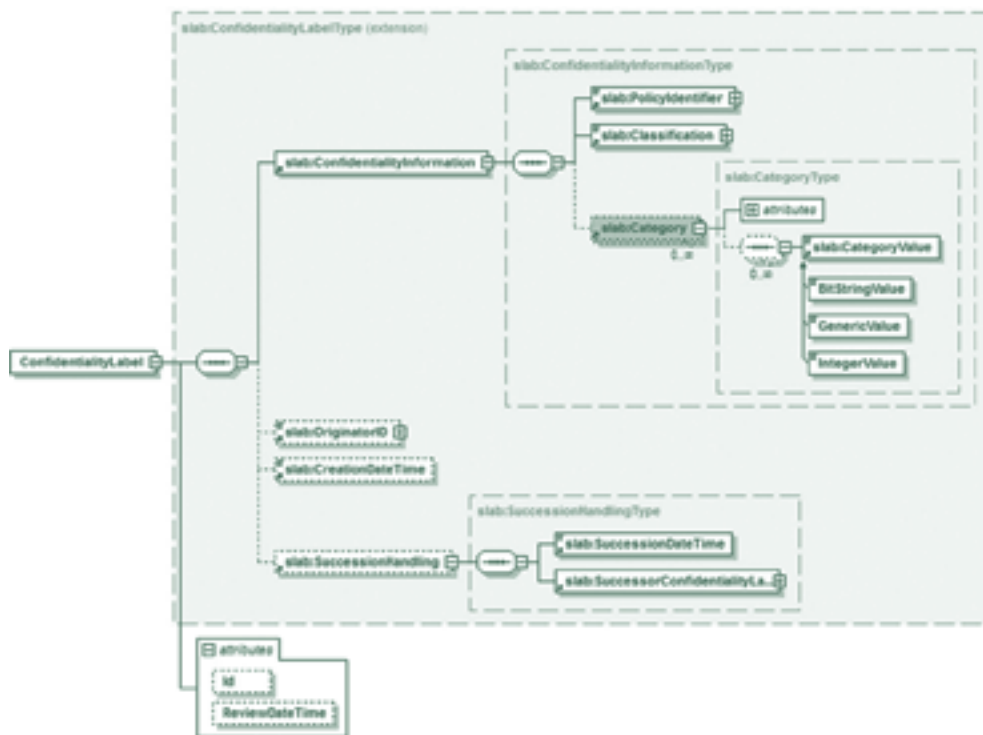 slab:ConfidentialityLabelType (extension)
slab:ConfidentialityInformationType
slab:PolicyIdentifier
slab:Classification
slab:ConfidentialityInformation
slab:CategoryType
attributes
slab:Category
0..∞
slab:CategoryValue
0..∞
BitStringValue
GenericValue
IntegerValue
ConfidentialityLabel
slab:OriginatorID
slab:CreationDateTime
slab:SuccessionHandlingType
slab:SuccessionDateTime
slab:SuccessionHandling
slab:SuccessorConfidentialityLa...
attributes
Id
ReviewDateTime